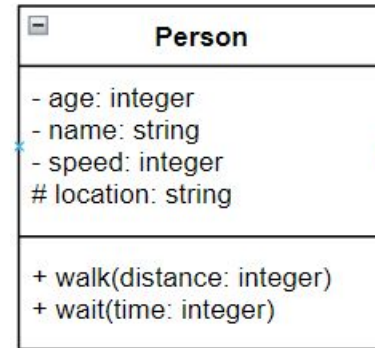 Person
- age: integer
- name: string
- speed: integer
# location: string
+ walk(distance: integer)
+ wait(time: integer)